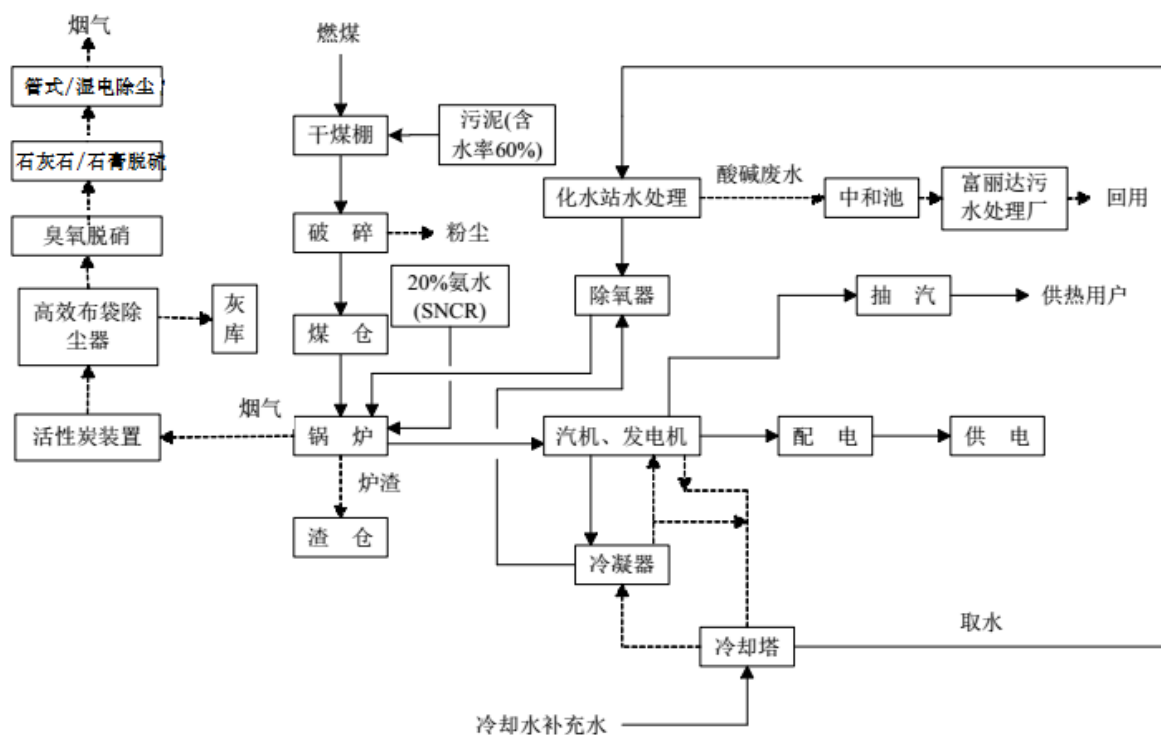 烟气
管式/湿电除尘
石灰石/石膏脱硫
臭氧脱硝
高效布袋除
尘器
灰
库
活性炭装置
烟气
燃煤
干煤棚
污泥(含
水率60%)
破 碎
粉尘
20%氨水
(SNCR)
煤 仓
锅 炉
炉渣
渣 仓
化水站水处理
酸碱废水
中和池
富丽达污
水处理厂
回用
除氧器
抽 汽
供热用户
汽机、发电机
配 电
供 电
冷凝器
冷却塔
取水
冷却水补充水